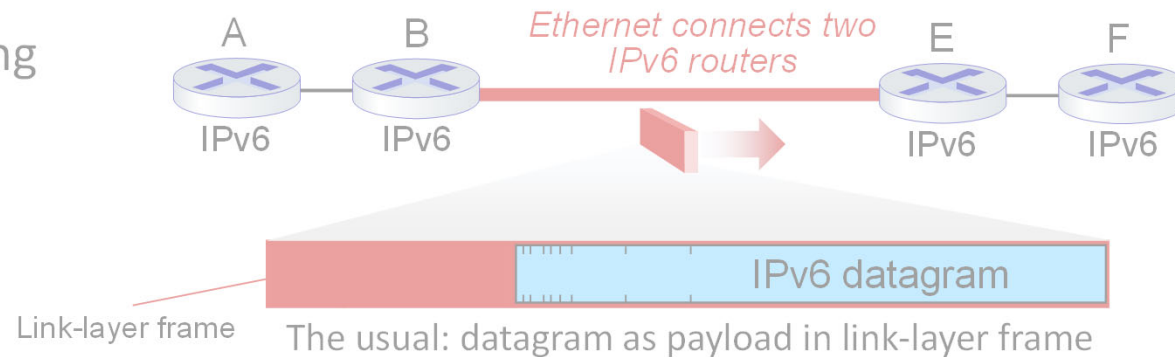 ng
A
B
Ethernet connects two
IPv6 routers
E
F
IPv6
IPv6
IPv6
IPv6
IPv6 datagram
Link-layer frame
The usual: datagram as payload in link-layer frame